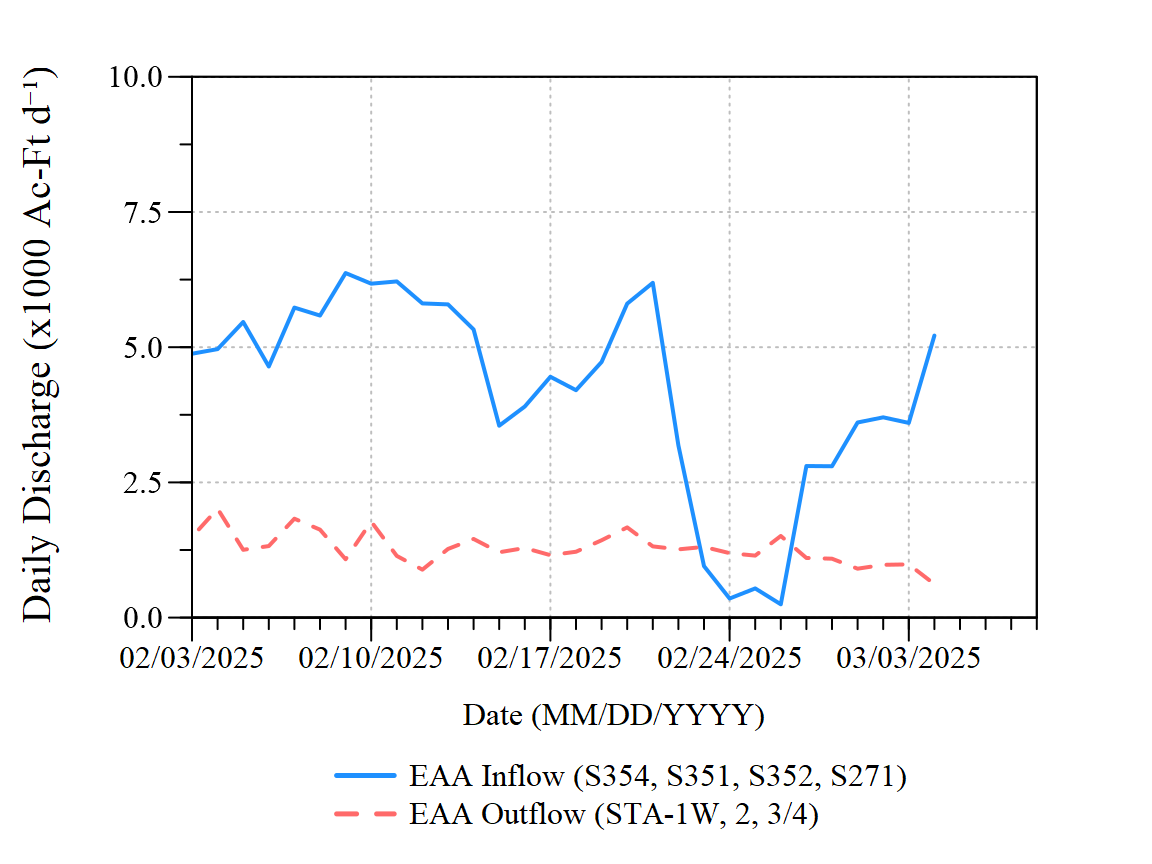 Daily Discharge (x1000 Ac-Ft d⁻¹)
10.0
7.5
5.0
2.5
0.0
02/03/2025 02/10/2025 02/17/2025 02/24/2025 03/03/2025
Date (MM/DD/YYYY)
EAA Inflow (S354, S351, S352, S271)
EAA Outflow (STA-1W, 2, 3/4)